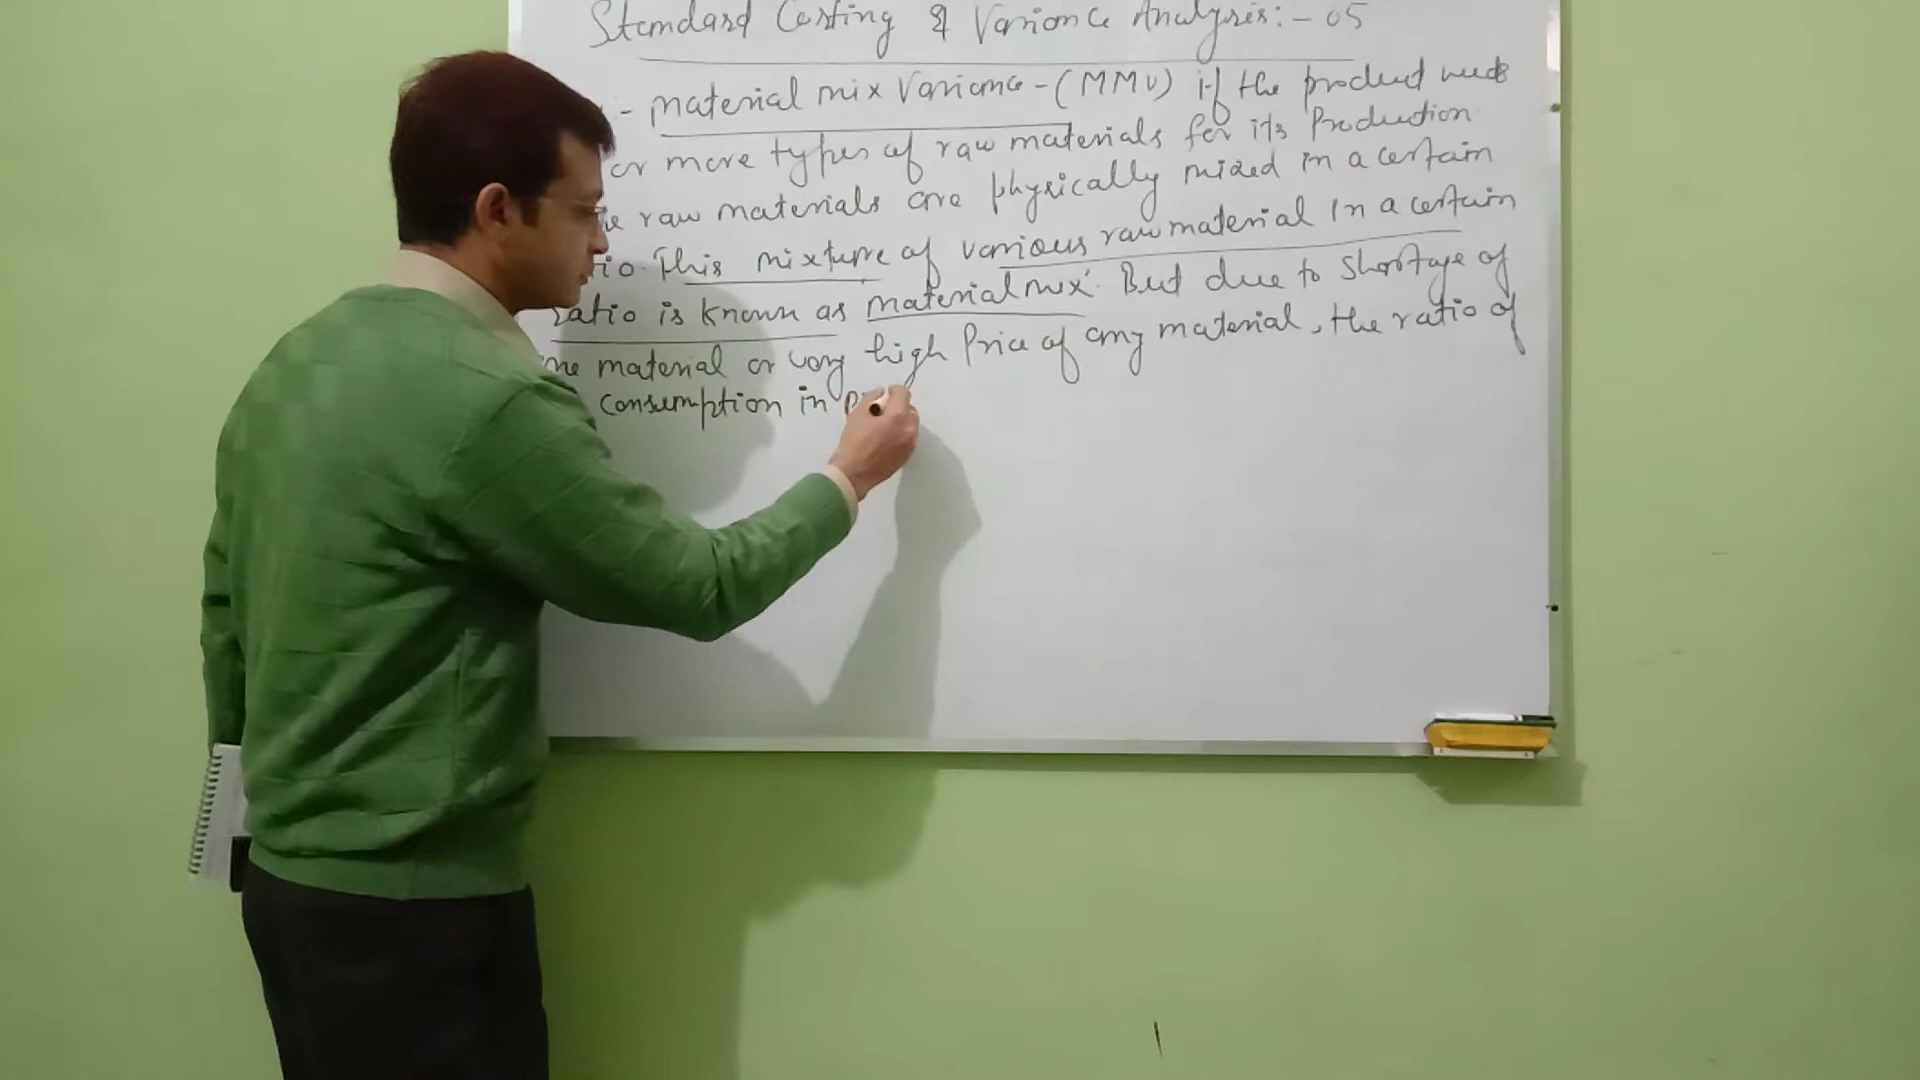 Standard Costing & Variance Analysis:- 05
:- material mix Variance - (MMV) if the product needs
or more types of raw materials for its Production
raw materials are physically mixed in a certain
tio. This mixture of various raw material in a certain
ratio is known as material mix. But due to shortage of
material or very high Price of any material, the ratio of
consumption in